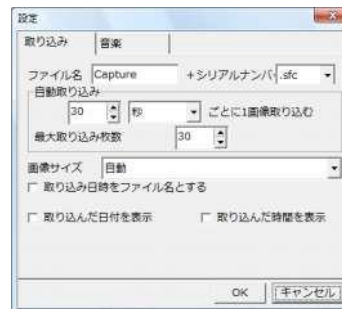 設定
取り込み 音楽
ファイル名 Capture +シリアルナンバ .sfc
自動取り込み
30 秒 ごとに1画像取り込む
最大取り込み枚数 30
画像サイズ 自動
取り込み日時をファイル名とする
取り込んだ日付を表示 取り込んだ時間を表示
OK キャンセル